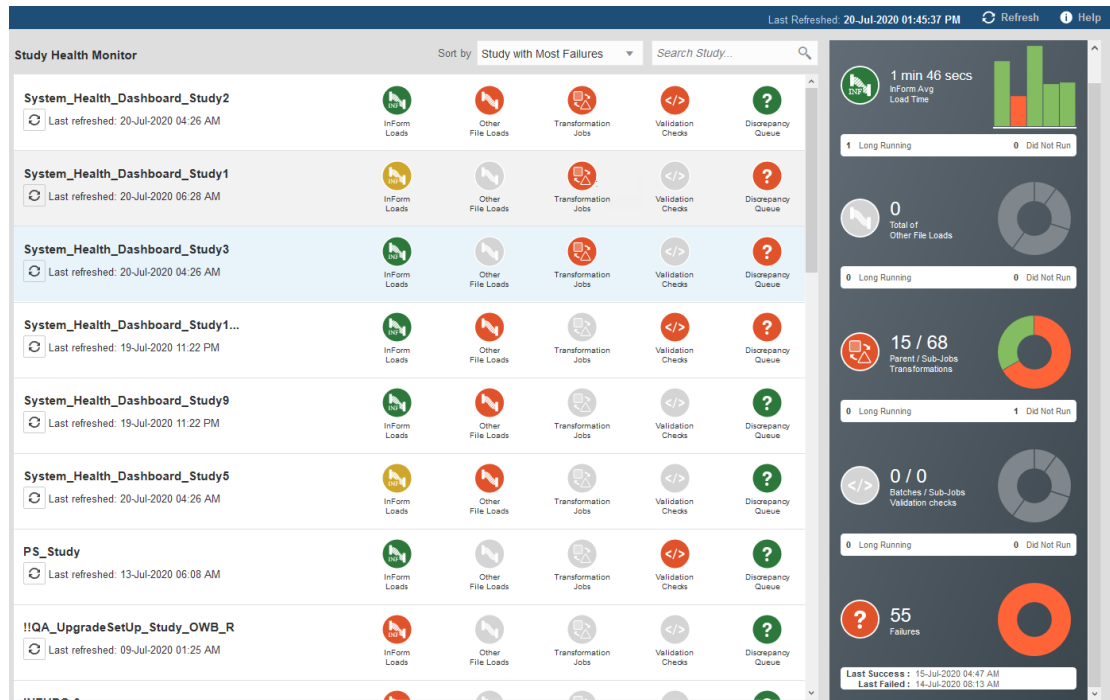 Last Refreshed: 20-Jul-2020 01:45:37 PM Refresh i Help
Study Health Monitor
Sort by Study with Most Failures Search Study...
System_Health_Dashboard_Study2
Last refreshed: 20-Jul-2020 04:26 AM
INF </> ?
InForm Loads
Other File Loads
Transformation Jobs
Validation Checks
Discrepancy Queue
System_Health_Dashboard_Study1
Last refreshed: 20-Jul-2020 06:28 AM
INF </> ?
InForm Loads
Other File Loads
Transformation Jobs
Validation Checks
Discrepancy Queue
System_Health_Dashboard_Study3
Last refreshed: 20-Jul-2020 04:26 AM
INF </> ?
InForm Loads
Other File Loads
Transformation Jobs
Validation Checks
Discrepancy Queue
System_Health_Dashboard_Study1...
Last refreshed: 19-Jul-2020 11:22 PM
INF </> ?
InForm Loads
Other File Loads
Transformation Jobs
Validation Checks
Discrepancy Queue
System_Health_Dashboard_Study9
Last refreshed: 19-Jul-2020 11:22 PM
INF </> ?
InForm Loads
Other File Loads
Transformation Jobs
Validation Checks
Discrepancy Queue
System_Health_Dashboard_Study5
Last refreshed: 20-Jul-2020 04:26 AM
INF </> ?
InForm Loads
Other File Loads
Transformation Jobs
Validation Checks
Discrepancy Queue
PS_Study
Last refreshed: 13-Jul-2020 06:08 AM
INF </> ?
InForm Loads
Other File Loads
Transformation Jobs
Validation Checks
Discrepancy Queue
!!QA_UpgradeSetUp_Study_OWB_R
Last refreshed: 09-Jul-2020 01:25 AM
INF </> ?
InForm Loads
Other File Loads
Transformation Jobs
Validation Checks
Discrepancy Queue
INF
1 min 46 secs
InForm Avg
Load Time
1 Long Running 0 Did Not Run
0
Total of
Other File Loads
0 Long Running 0 Did Not Run
15 / 68
Parent / Sub-Jobs
Transformations
0 Long Running 1 Did Not Run
</>
0 / 0
Batches / Sub-Jobs
Validation checks
0 Long Running 0 Did Not Run
?
55
Failures
Last Success : 15-Jul-2020 04:47 AM
Last Failed : 14-Jul-2020 08:13 AM